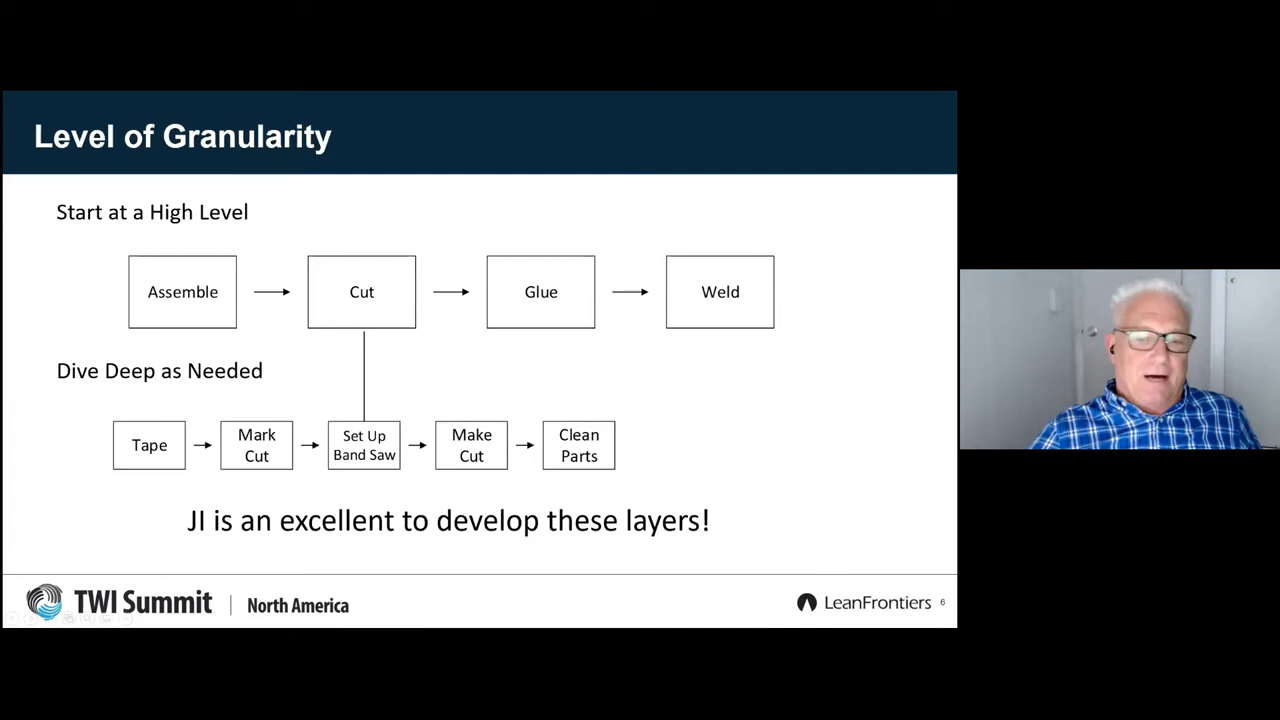 Level of Granularity
Start at a High Level
Assemble
Cut
Glue
Weld
Dive Deep as Needed
Tape
Mark
Cut
Set Up
Band Saw
Make
Cut
Clean
Parts
JI is an excellent to develop these layers!
TWI Summit
North America
LeanFrontiers
6